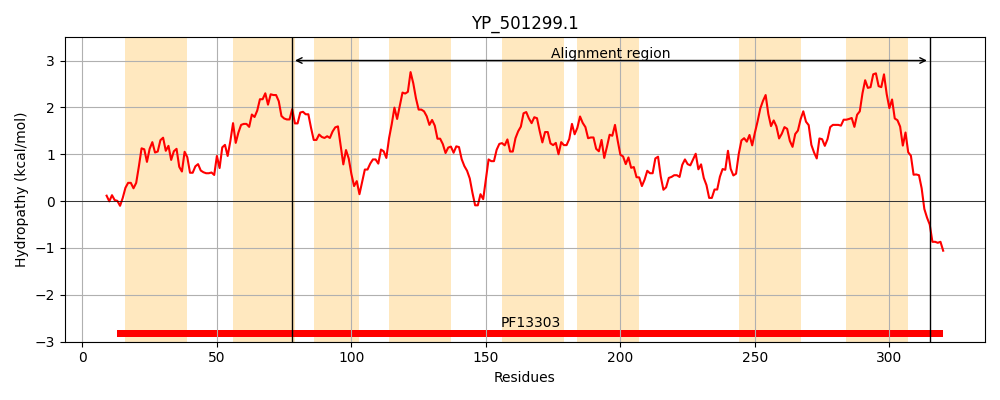 YP_501299.1
Hydropathy (kcal/mol)
3
2
1
0
−1
−2
−3
Alignment region
PF13303
0 50 100 150 200 250 300
Residues